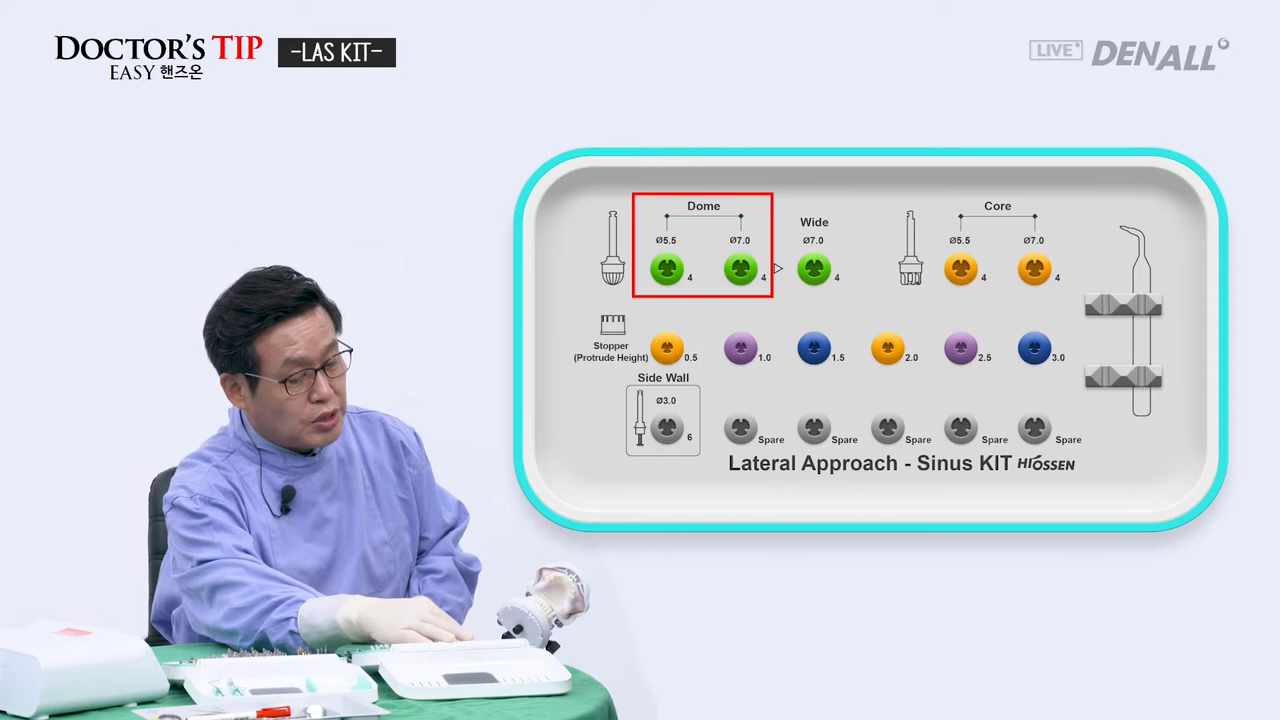 DOCTOR'S TIP
EASY 핸즈온
-LAS KIT-
LIVE
DENALL
Dome
Ø5.5
Ø7.0
4
4
Wide
Ø7.0
4
Core
Ø5.5
Ø7.0
4
4
Stopper
(Protrude Height)
0.5
1.0
1.5
2.0
2.5
3.0
Side Wall
Ø3.0
6
Spare
Spare
Spare
Spare
Spare
Lateral Approach - Sinus KIT HIOSSEN